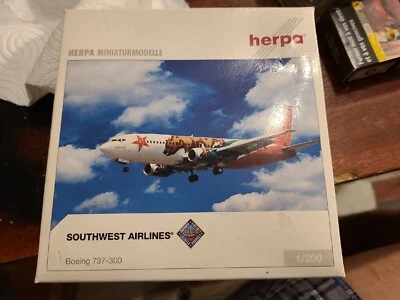 herpa
HERPA MINIATURMODELLE
SOUTHWEST AIRLINES®
Boeing 737-300
1/200